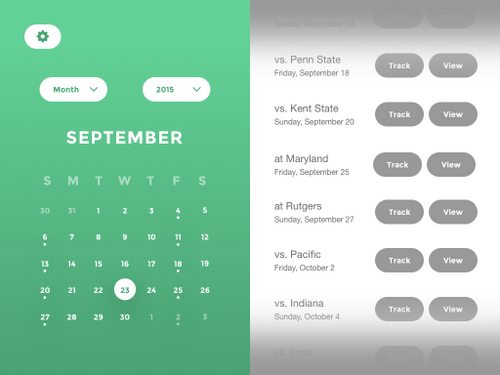 Month
2015
SEPTEMBER
S M T W T F S
30 31 1 2 3 4 5
6 7 8 9 10 11 12
13 14 15 16 17 18 19
20 21 22 23 24 25 26
27 28 29 30 1 2 3
Sunday, September 13
vs. Penn State
Friday, September 18
Track View
vs. Kent State
Sunday, September 20
Track View
at Maryland
Friday, September 25
Track View
at Rutgers
Sunday, September 27
Track View
vs. Pacific
Friday, October 2
Track View
vs. Indiana
Sunday, October 4
Track View
vs. Iowa
Track View